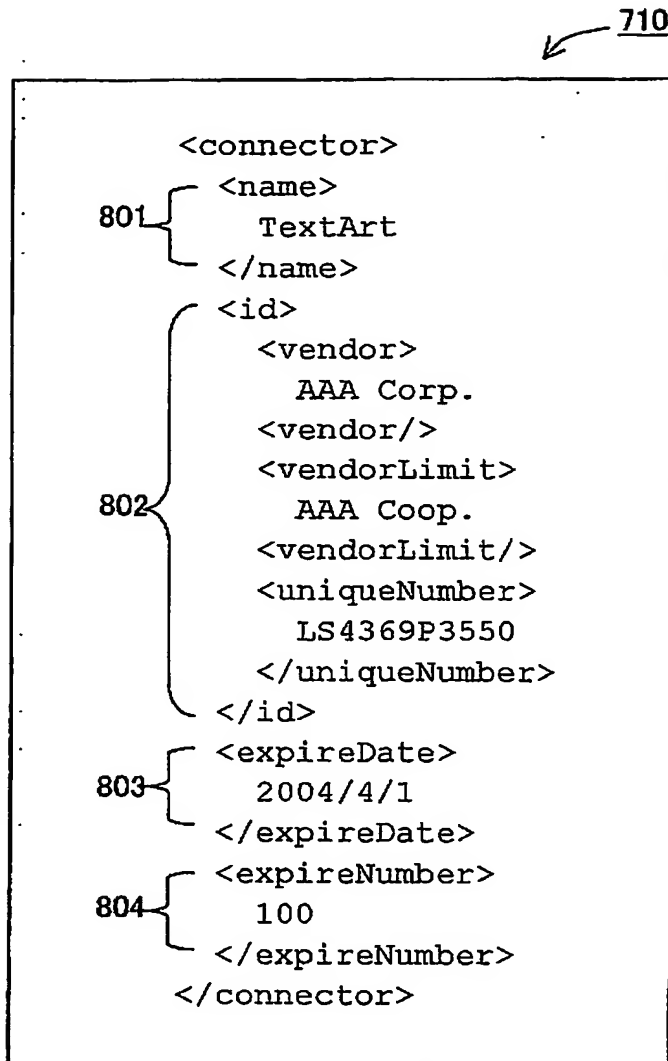 710
<connector>
801 <name>
TextArt
</name>
<id>
<vendor>
AAA Corp.
<vendor/>
<vendorLimit>
802 AAA Coop.
<vendorLimit/>
<uniqueNumber>
LS4369P3550
</uniqueNumber>
</id>
<expireDate>
803 2004/4/1
</expireDate>
<expireNumber>
804 100
</expireNumber>
</connector>